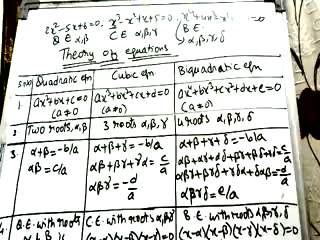 2x²-5x+6=0, x³-x²+x+5=0, x⁴+
Q E α,β C E α,β,γ B E
α,β,γ,δ
Theory of equations
S.No Quadratic eqn Cubic eqn Biquadratic eqn
1. ax²+bx+c=0 ax³+bx²+cx+d=0 ax⁴+bx³+cx²+dx+e=0
(a≠0) (a≠0) (a≠0)
2. Two roots α,β 3 roots α,β,γ 4 roots α,β,γ,δ
3. α+β=-b/a α+β+γ=-b/a α+β+γ+δ=-b/a
αβ=c/a αβ+βγ+γα=c/a
αβγ=-d/a
αβγδ=e/a
4. Q.E. with roots C.E. with roots α,β,γ B.E. with roots α,β,γ,δ
α & β is (x-α)(x-β)(x-γ)=0 (x-α)(x-β)(x-γ)(x-δ)=0